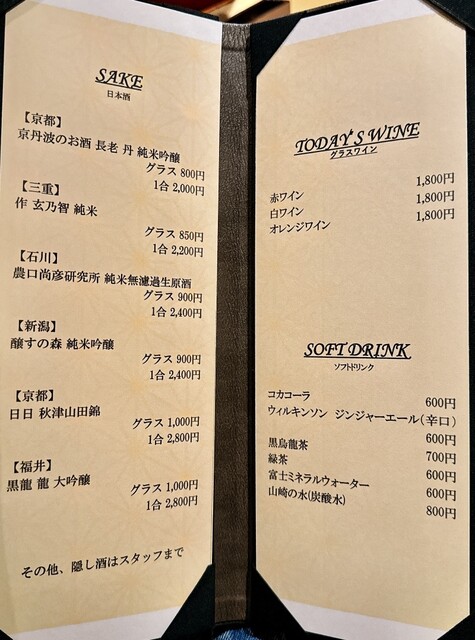 SAKE
日本酒
【京都】
京丹波のお酒 長老 丹 純米吟醸
グラス 800円
1合 2,000円
【三重】
作 玄乃智 純米
グラス 850円
1合 2,200円
【石川】
農口尚彦研究所 純米無濾過生原酒
グラス 900円
1合 2,400円
【新潟】
醸す森 純米吟醸
グラス 900円
1合 2,400円
【京都】
日日 秋津山田錦
グラス 1,000円
1合 2,800円
【福井】
黒龍 龍 大吟醸
グラス 1,000円
1合 2,800円
その他、隠し酒はスタッフまで
TODAY'S WINE
グラスワイン
赤ワイン 1,800円
白ワイン 1,800円
オレンジワイン 1,800円
SOFT DRINK
ソフトドリンク
コカコーラ 600円
ウィルキンソン ジンジャーエール(辛口)
600円
黒烏龍茶 700円
緑茶 600円
富士ミネラルウォーター 600円
山崎の水(炭酸水) 800円